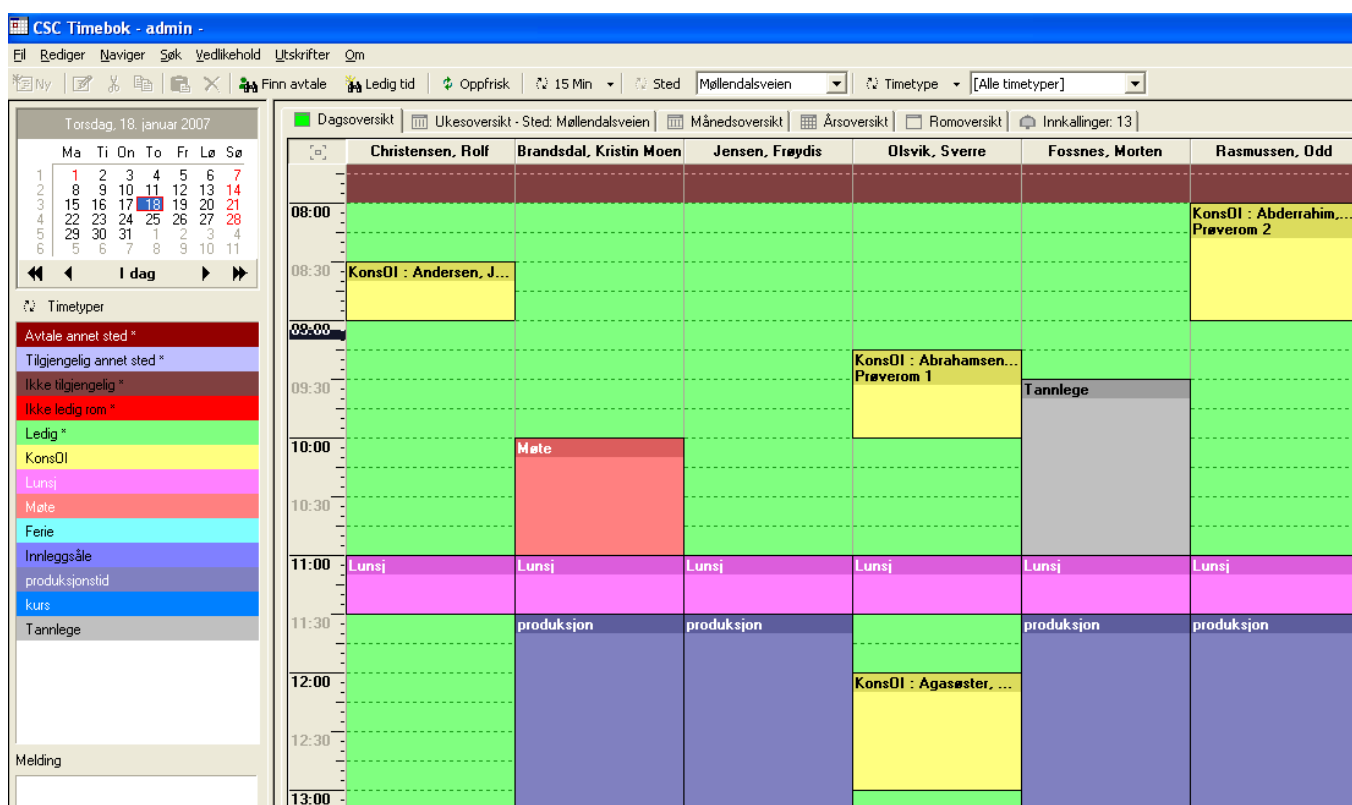 CSC Timebok - admin -
Fil Rediger Naviger Søk Vedlikehold Utskrifter Om
Ny Finn avtale Ledig tid Oppfrisk 15 Min Sted Møllendalsveien Timetype [Alle timetyper]
Torsdag, 18. januar 2007
Ma Ti On To Fr Lø Sø
1 1 2 3 4 5 6 7
2 8 9 10 11 12 13 14
3 15 16 17 18 19 20 21
4 22 23 24 25 26 27 28
5 29 30 31 1 2 3 4
6 5 6 7 8 9 10 11
I dag
Timetyper
Avtale annet sted *
Tilgjengelig annet sted *
Ikke tilgjengelig *
Ikke ledig rom *
Ledig *
KonsOI
Lunsj
Møte
Ferie
Innleggsåle
produksjonstid
kurs
Tannlege
Melding
Dagsoversikt Ukesoversikt - Sted: Møllendalsveien Månedsoversikt Årsoversikt Romoversikt Innkallinger: 13
Christensen, Rolf Brandsdal, Kristin Moen Jensen, Frøydis Olsvik, Sverre Fossnes, Morten Rasmussen, Odd
08:00 KonsOI : Abderrahim,...
Prøverom 2
08:30 KonsOI : Andersen, J...
09:00
KonsOI : Abrahamsen...
Prøverom 1
09:30 Tannlege
10:00 Møte
10:30
11:00 Lunsj Lunsj Lunsj Lunsj Lunsj Lunsj
11:30 produksjon produksjon produksjon produksjon
12:00 KonsOI : Agasøster, ...
12:30
13:00